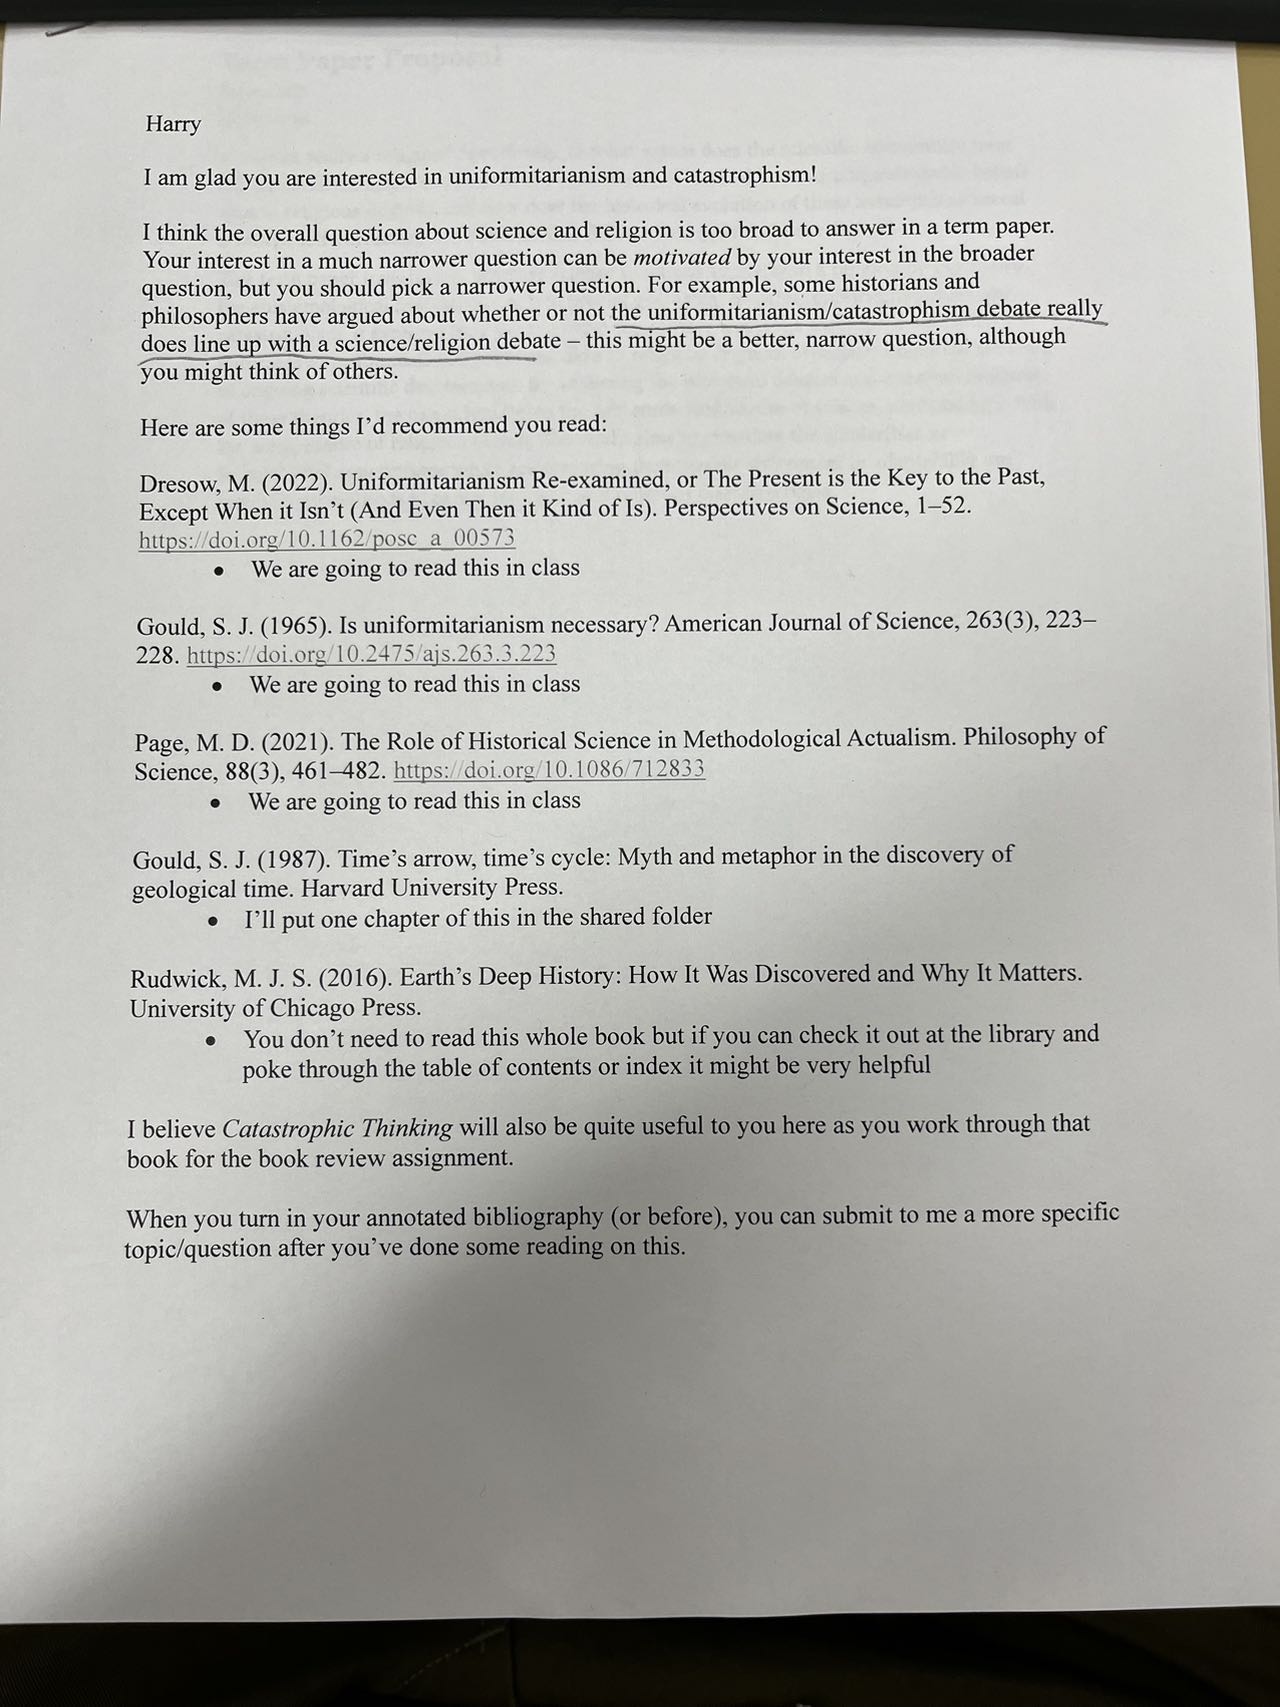 Harry
I am glad you are interested in uniformitarianism and catastrophism!
I think the overall question about science and religion is too broad to answer in a term paper.
Your interest in a much narrower question can be motivated by your interest in the broader
question, but you should pick a narrower question. For example, some historians and
philosophers have argued about whether or not the uniformitarianism/catastrophism debate really
does line up with a science/religion debate – this might be a better, narrow question, although
you might think of others.
Here are some things I’d recommend you read:
Dresow, M. (2022). Uniformitarianism Re-examined, or The Present is the Key to the Past,
Except When it Isn’t (And Even Then it Kind of Is). Perspectives on Science, 1–52.
https://doi.org/10.1162/posc_a_00573
• We are going to read this in class
Gould, S. J. (1965). Is uniformitarianism necessary? American Journal of Science, 263(3), 223–
228. https://doi.org/10.2475/ajs.263.3.223
• We are going to read this in class
Page, M. D. (2021). The Role of Historical Science in Methodological Actualism. Philosophy of
Science, 88(3), 461–482. https://doi.org/10.1086/712833
• We are going to read this in class
Gould, S. J. (1987). Time’s arrow, time’s cycle: Myth and metaphor in the discovery of
geological time. Harvard University Press.
• I’ll put one chapter of this in the shared folder
Rudwick, M. J. S. (2016). Earth’s Deep History: How It Was Discovered and Why It Matters.
University of Chicago Press.
• You don’t need to read this whole book but if you can check it out at the library and
poke through the table of contents or index it might be very helpful
I believe Catastrophic Thinking will also be quite useful to you here as you work through that
book for the book review assignment.
When you turn in your annotated bibliography (or before), you can submit to me a more specific
topic/question after you’ve done some reading on this.